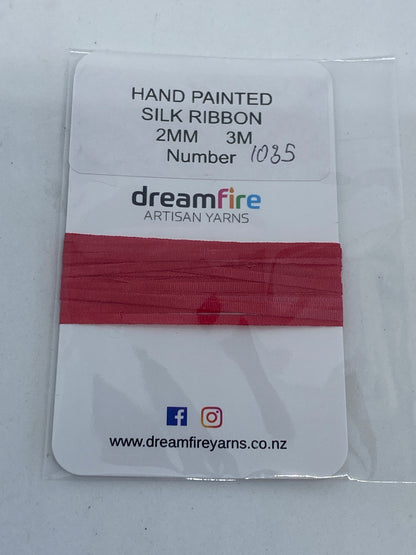 HAND PAINTED
SILK RIBBON
2MM 3M
Number 1035
dreamfire
ARTISAN YARNS
www.dreamfireyarns.co.nz